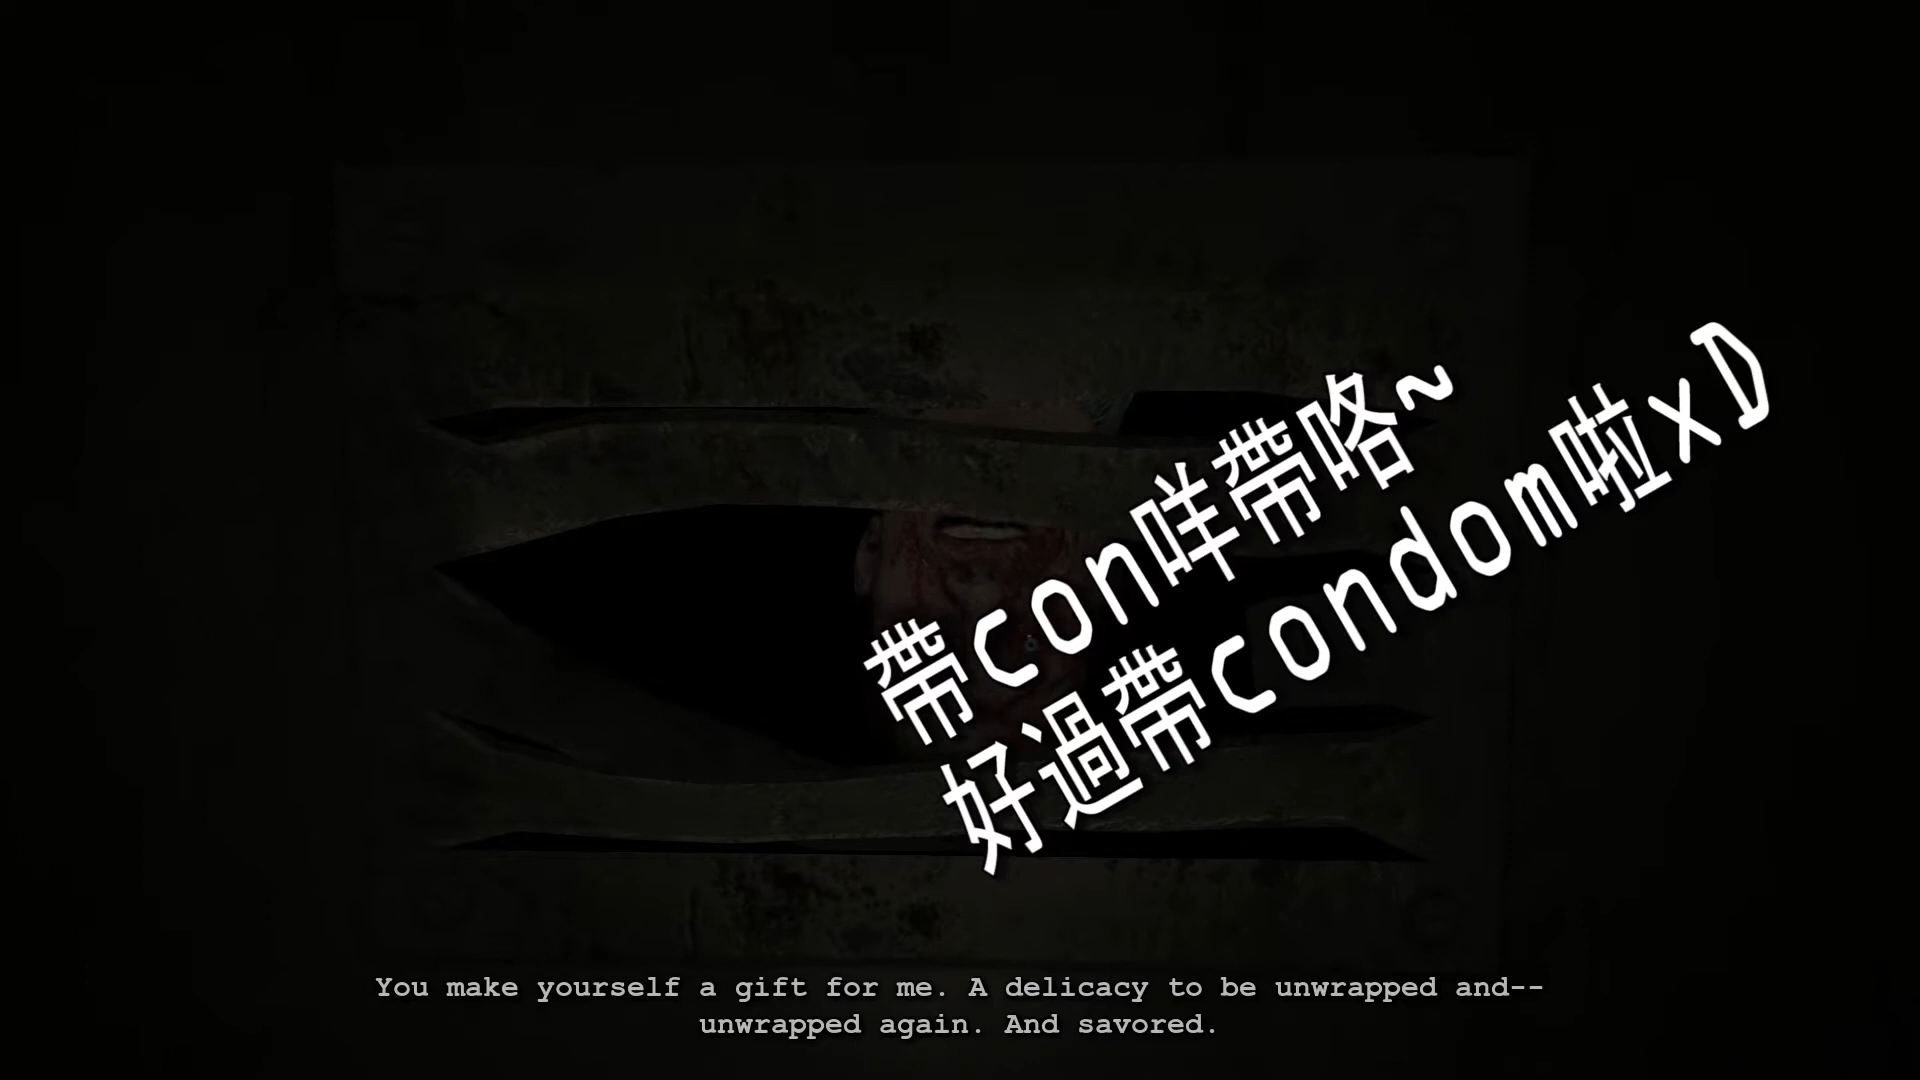 帶con咩帶咯~
好過帶condom啦xD
You make yourself a gift for me. A delicacy to be unwrapped and--
unwrapped again. And savored.